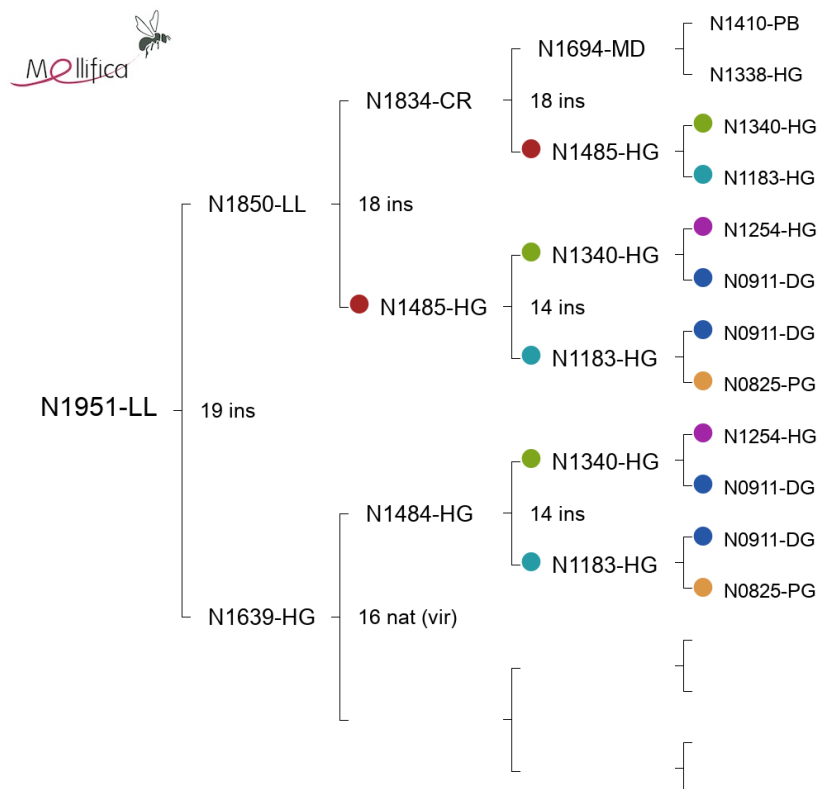 Mellifica
N1410-PB
N1694-MD
N1338-HG
N1834-CR
18 ins
N1340-HG
N1485-HG
N1183-HG
N1850-LL
18 ins
N1254-HG
N1340-HG
N0911-DG
N1485-HG
14 ins
N0911-DG
N1183-HG
N0825-PG
N1951-LL
19 ins
N1254-HG
N1340-HG
N0911-DG
N1484-HG
14 ins
N0911-DG
N1183-HG
N0825-PG
N1639-HG
16 nat (vir)